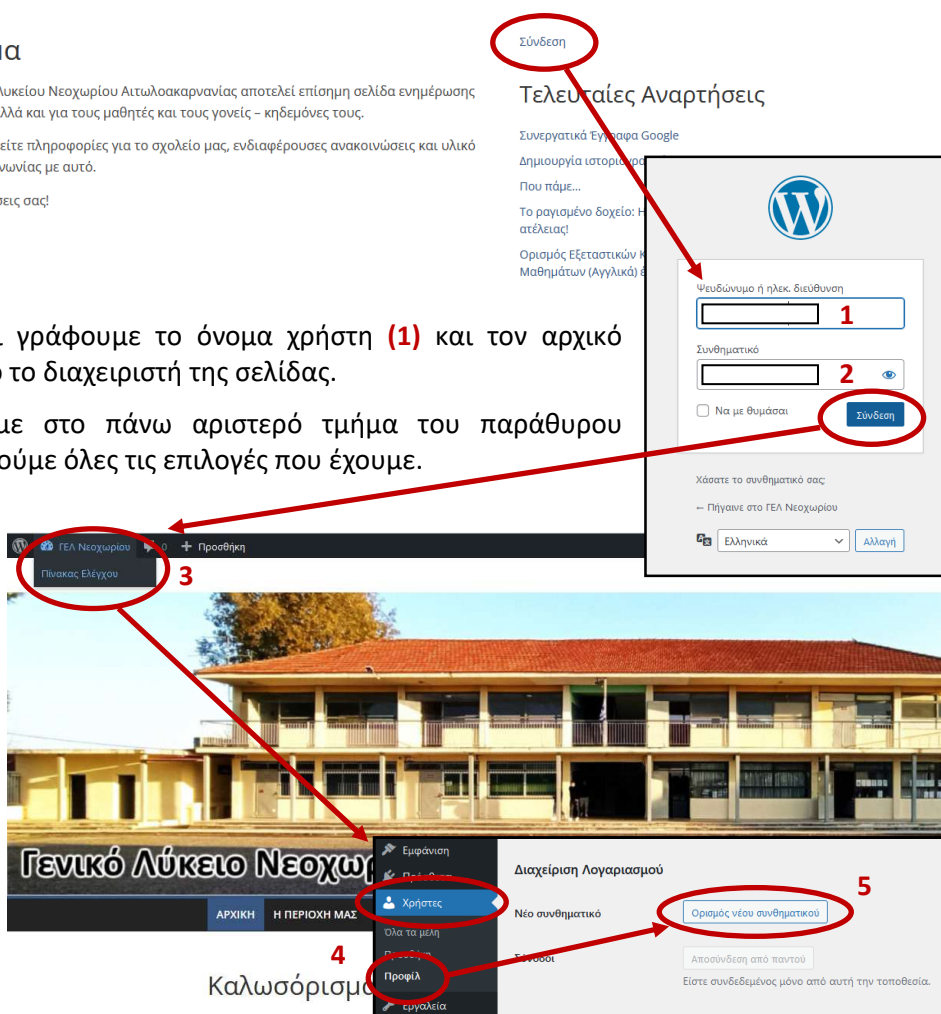 Σύνδεση
Λυκείου Νεοχωρίου Αιτωλοακαρνανίας αποτελεί επίσημη σελίδα ενημέρωσης
αλλά και για τους μαθητές και τους γονείς – κηδεμόνες τους.
είτε πληροφορίες για το σχολείο μας, ενδιαφέρουσες ανακοινώσεις και υλικό
με αυτό.
σας!
Τελευταίες Αναρτήσεις
Συνεργατικά Έγγραφα Google
Δημιουργία
Που πάμε...
Το ραγισμένο δοχείο: Η
ατέλειας!
Ορισμός Εξεταστικών Κ
Μαθημάτων (Αγγλικά) έ
Ψευδώνυμο ή ηλεκ. διεύθυνση
1
Συνθηματικό
2
Να με θυμάσαι
Σύνδεση
Χάσατε το συνθηματικό σας;
← Πήγαινε στο ΓΕΛ Νεοχωρίου
Ελληνικά
Αλλαγή
γράφουμε το όνομα χρήστη (1) και τον αρχικό
το διαχειριστή της σελίδας.
με στο πάνω αριστερό τμήμα του παράθυρου
ούμε όλες τις επιλογές που έχουμε.
ΓΕΛ Νεοχωρίου 0 + Προσθήκη
Πίνακας Ελέγχου
3
Γενικό Λύκειο Νεοχωρ
ΑΡΧΙΚΗ Η ΠΕΡΙΟΧΗ ΜΑΣ
Καλωσόρισμα
Εμφάνιση
Χρήστες
Όλα τα μέλη
4
Προφίλ
Εργαλεία
Διαχείριση Λογαριασμού
5
Νέο συνθηματικό
Ορισμός νέου συνθηματικού
Σύνοδοι
Αποσύνδεση από παντού
Είστε συνδεδεμένος μόνο από αυτή την τοποθεσία.